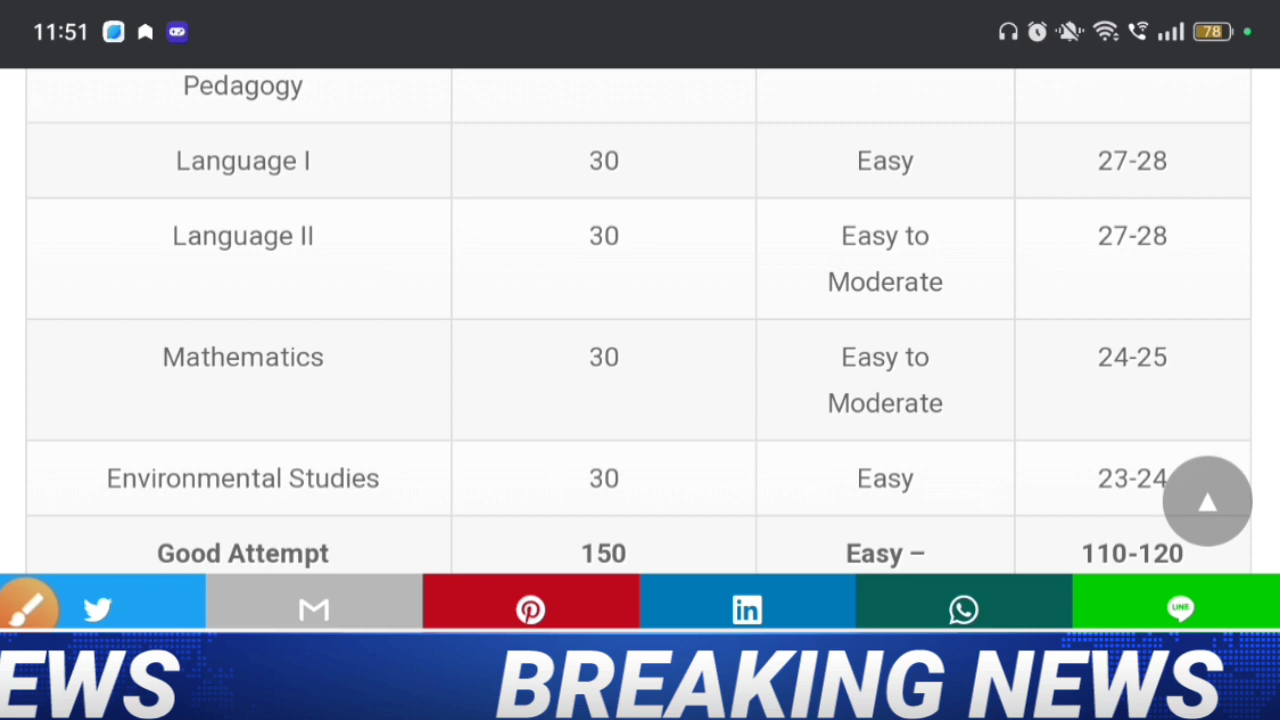 11:51
78
Pedagogy
Language I 30 Easy 27-28
Language II 30 Easy to 27-28
Moderate
Mathematics 30 Easy to 24-25
Moderate
Environmental Studies 30 Easy 23-24
Good Attempt 150 Easy – 110-120
LINE
EWS BREAKING NEWS